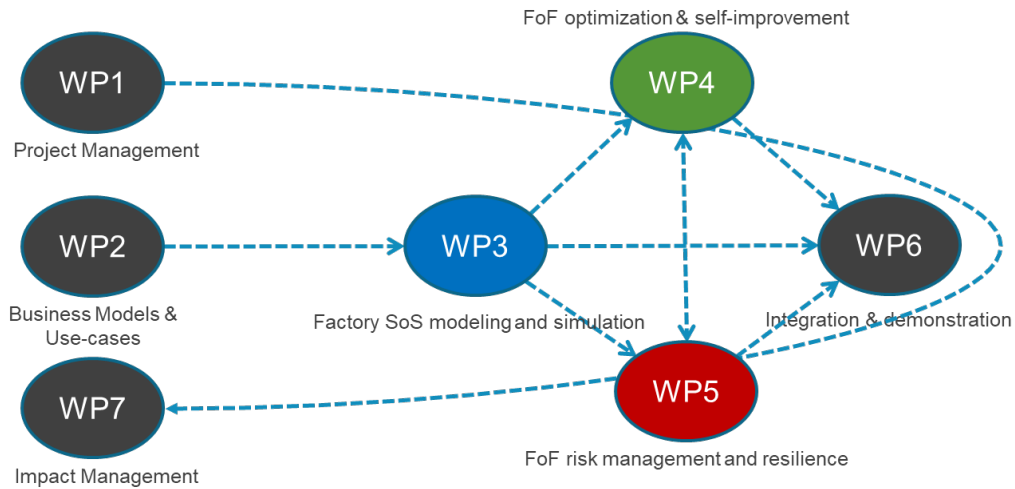 FoF optimization & self-improvement
WP1
WP4
Project Management
WP2
WP3
WP6
Business Models &
Use-cases
Factory SoS modeling and simulation
Integration & demonstration
WP7
WP5
Impact Management
FoF risk management and resilience